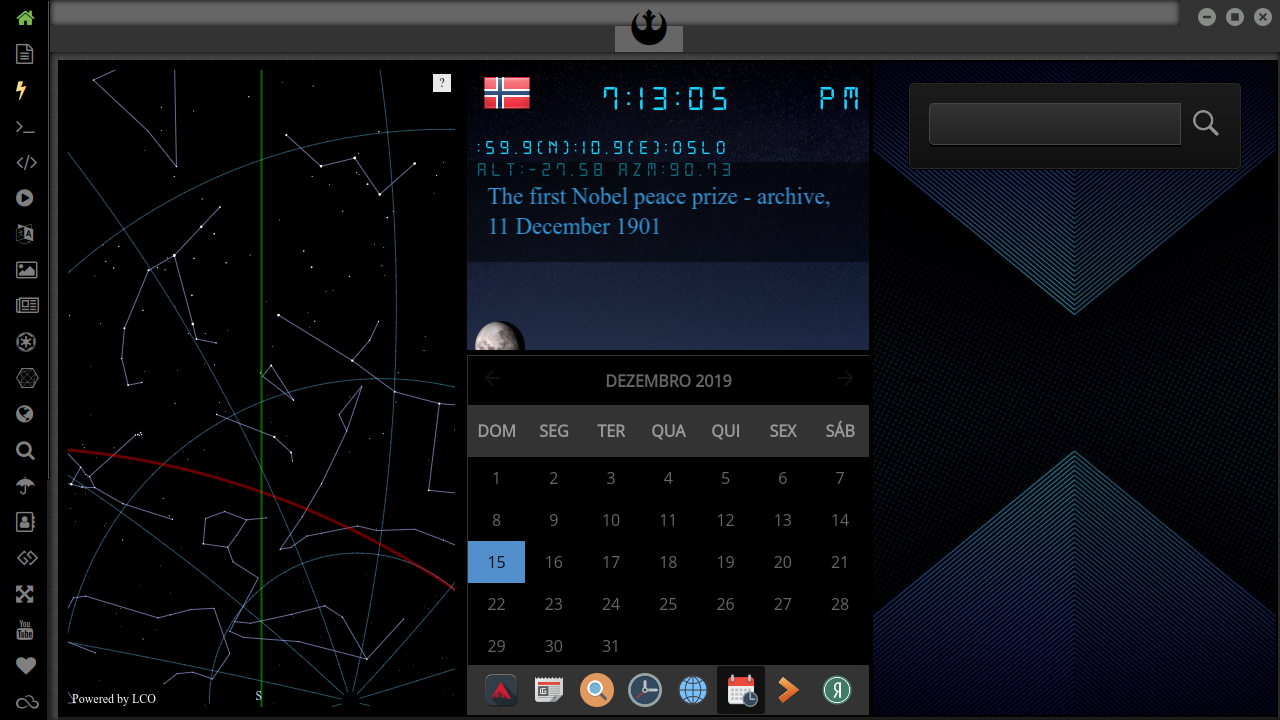 ?
7:13:05 PM
:59.9(N):10.9(E):OSLO
ALT:-27.58 AZM:90.73
The first Nobel peace prize - archive,
11 December 1901
DEZEMBRO 2019
DOM SEG TER QUA QUI SEX SÁB
1 2 3 4 5 6 7
8 9 10 11 12 13 14
15 16 17 18 19 20 21
22 23 24 25 26 27 28
29 30 31
Powered by LCO
S
You
Tube
Я